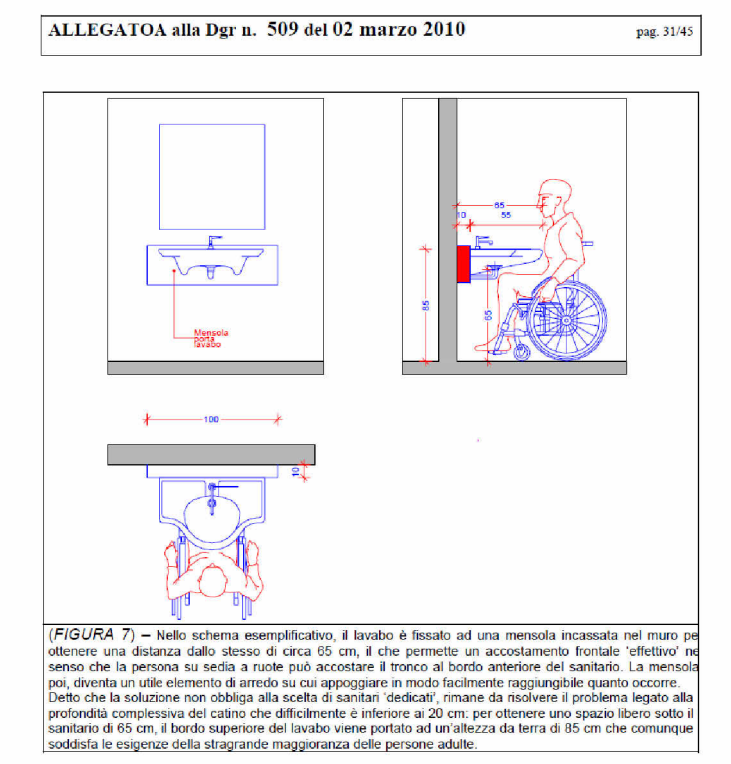 ALLEGATOA alla Dgr n. 509 del 02 marzo 2010 pag. 31/45
65
10 55
85
65
Mensola
porta
lavabo
100
10
(FIGURA 7) – Nello schema esemplificativo, il lavabo è fissato ad una mensola incassata nel muro pe
ottenere una distanza dallo stesso di circa 65 cm, il che permette un accostamento frontale 'effettivo' ne
senso che la persona su sedia a ruote può accostare il tronco al bordo anteriore del sanitario. La mensola
poi, diventa un utile elemento di arredo su cui appoggiare in modo facilmente raggiungibile quanto occorre.
Detto che la soluzione non obbliga alla scelta di sanitari 'dedicati', rimane da risolvere il problema legato alla
profondità complessiva del catino che difficilmente è inferiore ai 20 cm: per ottenere uno spazio libero sotto il
sanitario di 65 cm, il bordo superiore del lavabo viene portato ad un'altezza da terra di 85 cm che comunque
soddisfa le esigenze della stragrande maggioranza delle persone adulte.